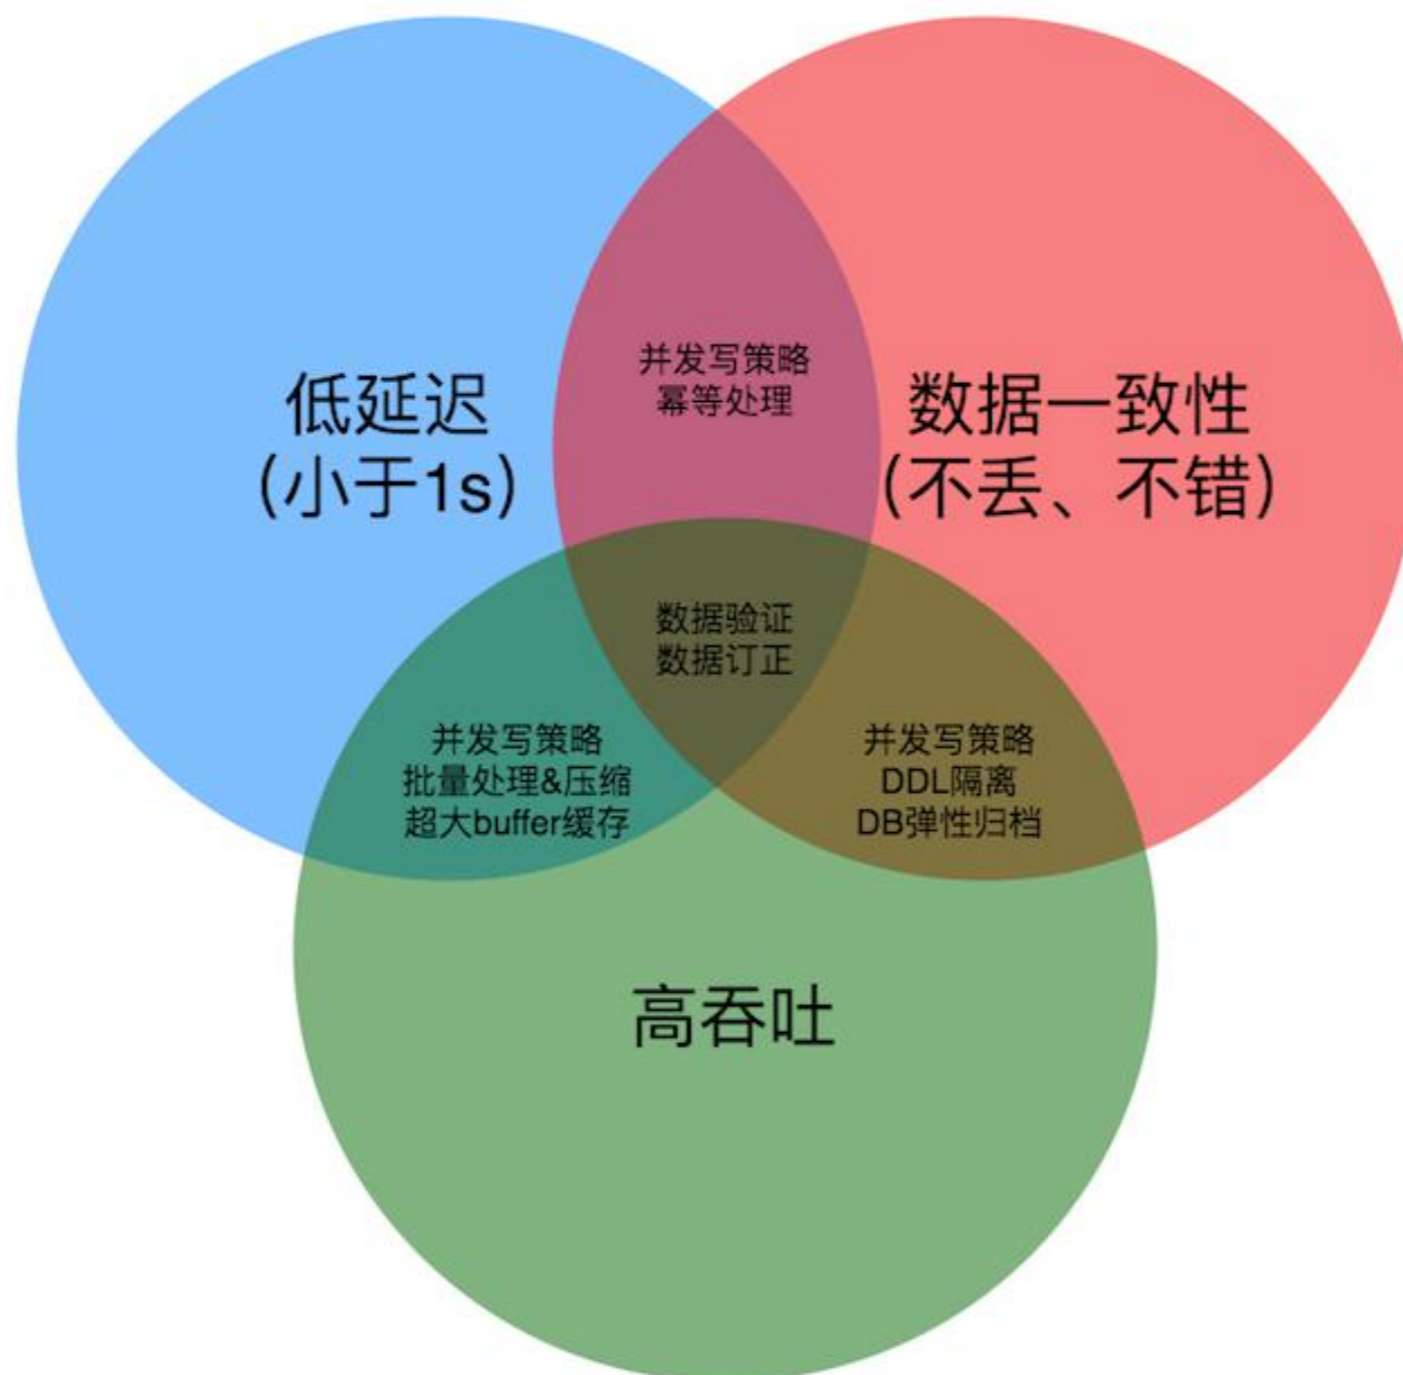 并发写策略
幂等处理
低延迟
（小于1s）
数据一致性
（不丢、不错）
数据验证
数据订正
并发写策略
批量处理&压缩
超大buffer缓存
并发写策略
DDL隔离
DB弹性归档
高吞吐